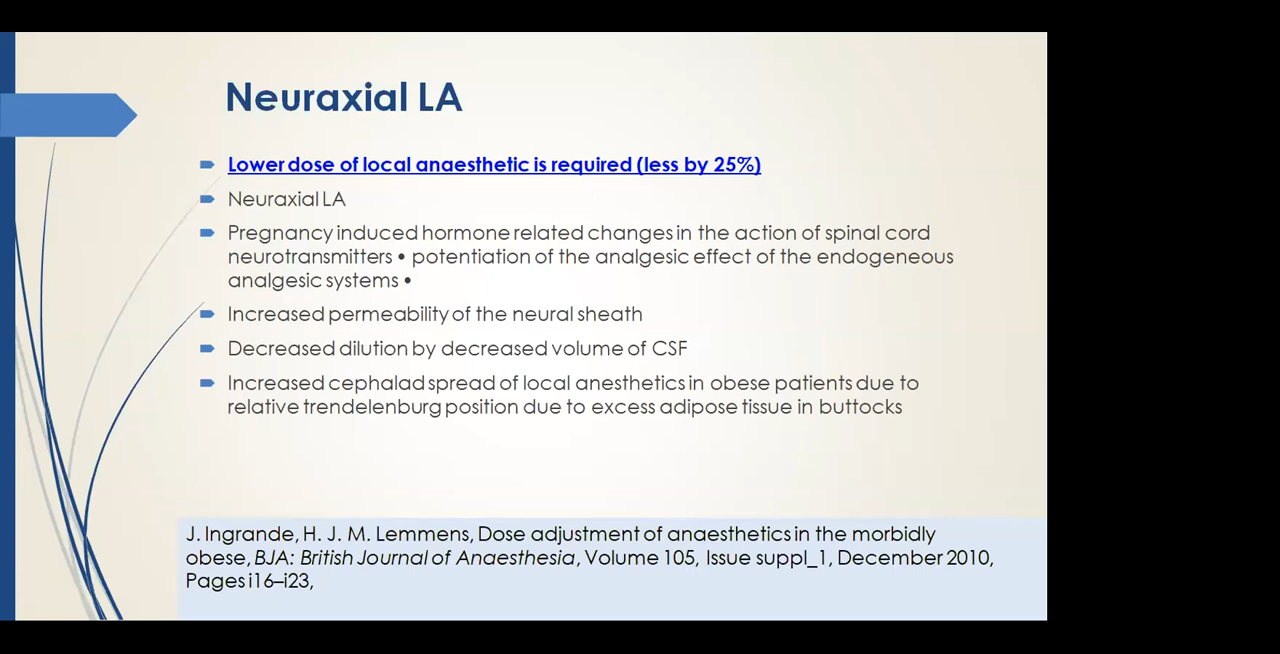 Neuraxial LA
Lower dose of local anaesthetic is required (less by 25%)
Neuraxial LA
Pregnancy induced hormone related changes in the action of spinal cord
neurotransmitters • potentiation of the analgesic effect of the endogeneous
analgesic systems •
Increased permeability of the neural sheath
Decreased dilution by decreased volume of CSF
Increased cephalad spread of local anesthetics in obese patients due to
relative trendelenburg position due to excess adipose tissue in buttocks
J. Ingrande, H. J. M. Lemmens, Dose adjustment of anaesthetics in the morbidly
obese, BJA: British Journal of Anaesthesia, Volume 105, Issue suppl_1, December 2010,
Pages i16–i23,